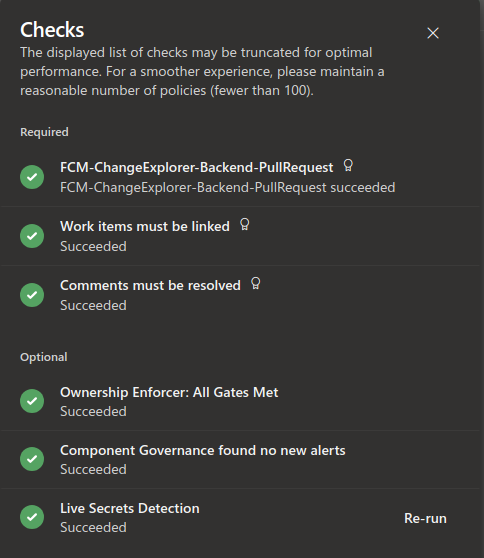 Checks
The displayed list of checks may be truncated for optimal
performance. For a smoother experience, please maintain a
reasonable number of policies (fewer than 100).
Required
FCM-ChangeExplorer-Backend-PullRequest
FCM-ChangeExplorer-Backend-PullRequest succeeded
Work items must be linked
Succeeded
Comments must be resolved
Succeeded
Optional
Ownership Enforcer: All Gates Met
Succeeded
Component Governance found no new alerts
Succeeded
Live Secrets Detection
Succeeded
Re-run